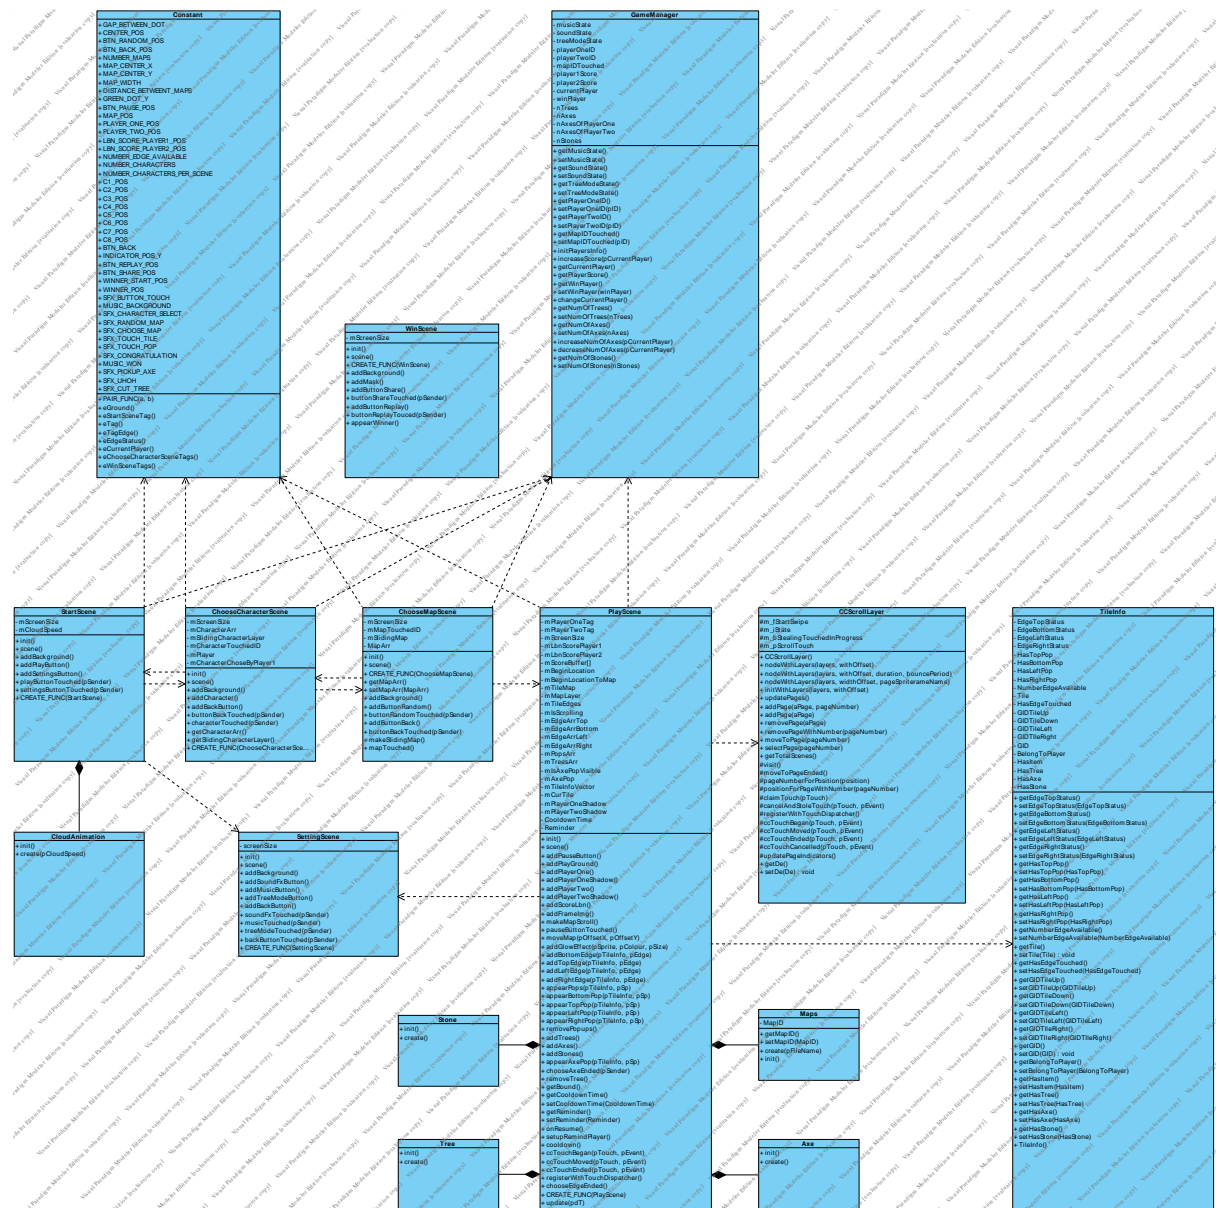 Constant
+ GAP_BETWEEN_DOT
+ CENTER_POS
+ BTN_RANDOM_POS
+ BTN_BACK_POS
+ NUMBER_MAPS
+ MAP_CENTER_X
+ MAP_CENTER_Y
+ MAP_WIDTH
+ DISTANCE_BETWEENT_MAPS
+ GREEN_DOT_Y
+ BTN_PAUSE_POS
+ MAP_POS
+ PLAYER_ONE_POS
+ PLAYER_TWO_POS
+ LBN_SCORE_PLAYER1_POS
+ LBN_SCORE_PLAYER2_POS
+ NUMBER_EDGE_AVAILABLE
+ NUMBER_CHARACTERS
+ NUMBER_CHARACTERS_PER_SCENE
+ C1_POS
+ C2_POS
+ C3_POS
+ C4_POS
+ C5_POS
+ C6_POS
+ C7_POS
+ C8_POS
+ BTN_BACK
+ INDICATOR_POS_Y
+ BTN_REPLAY_POS
+ BTN_SHARE_POS
+ WINNER_START_POS
+ WINNER_POS
+ SFX_BUTTON_TOUCH
+ MUSIC_BACKGROUND
+ SFX_CHARACTER_SELECT
+ SFX_RANDOM_MAP
+ SFX_CHOOSE_MAP
+ SFX_TOUCH_TILE
+ SFX_TOUCH_POP
+ SFX_CONGRATULATION
+ MUSIC_WON
+ SFX_PICKUP_AXE
+ SFX_UHOH
+ SFX_CUT_TREE
+ PAIR_FUNC(a, b)
+ eGround()
+ eStartSceneTag()
+ eTag()
+ eTagEdge()
+ eEdgeStatus()
+ eCurrentPlayer()
+ eChooseCharacterSceneTags()
+ eWinSceneTags()
GameManager
- musicState
- soundState
- treeModeState
- playerOneID
- playerTwoID
- mapIDTouched
- player1Score
- player2Score
- currentPlayer
- winPlayer
- nTrees
- nAxes
- nAxesOfPlayerOne
- nAxesOfPlayerTwo
- nStones
+ getMusicState()
+ setMusicState()
+ getSoundState()
+ setSoundState()
+ getTreeModeState()
+ setTreeModeState()
+ getPlayerOneID()
+ setPlayerOneID(pID)
+ getPlayerTwoID()
+ setPlayerTwoID(pID)
+ getMapIDTouched()
+ setMapIDTouched(pID)
+ initPlayersInfo()
+ increaseScore(pCurrentPlayer)
+ getCurrentPlayer()
+ getPlayerScore()
+ getWinPlayer()
+ setWinPlayer(winPlayer)
+ changeCurrentPlayer()
+ getNumOfTrees()
+ setNumOfTrees(nTrees)
+ getNumOfAxes()
+ setNumOfAxes(nAxes)
+ increaseNumOfAxes(pCurrentPlayer)
+ decreaseNumOfAxes(pCurrentPlayer)
+ getNumOfStones()
+ setNumOfStones(nStones)
WinScene
- mScreenSize
+ init()
+ scene()
+ CREATE_FUNC(WinScene)
+ addBackground()
+ addMask()
+ addButtonShare()
+ buttonShareTouched(pSender)
+ addButtonReplay()
+ buttonReplayTouced(pSender)
+ appearWinner()
StartScene
- mScreenSize
- mCloudSpeed
+ init()
+ scene()
+ addBackground()
+ addPlayButton()
+ addSettingsButton()
+ playButtonTouched(pSender)
+ settingsButtonTouched(pSender)
+ CREATE_FUNC(StartScene)
ChooseCharacterScene
- mScreenSize
- mCharacterArr
- mSlidingCharacterLayer
- mCharacterTouchedID
- mPlayer
- mCharacterChoseByPlayer1
+ init()
+ scene()
+ addBackground()
+ addCharacter()
+ addBackButton()
+ buttonBackTouched(pSender)
+ characterTouched(pSender)
+ getCharacterArr()
+ getSlidingCharacterLayer()
+ CREATE_FUNC(ChooseCharacterSce...
ChooseMapScene
- mScreenSize
- mMapTouchedID
- mSlidingMap
- MapArr
+ init()
+ scene()
+ CREATE_FUNC(ChooseMapScene)
+ getMapArr()
+ setMapArr(MapArr)
+ addBackground()
+ addButtonRandom()
+ buttonRandomTouched(pSender)
+ addButtonBack()
+ buttonBackTouched(pSender)
+ makeSlidingMap()
+ mapTouched()
PlayScene
- mPlayerOneTag
- mPlayerTwoTag
- mScreenSize
- mLbnScorePlayer1
- mLbnScorePlayer2
- mScoreBuffer[]
- mBeginLocation
- mBeginLocationToMap
- mTileMap
- mMapLayer
- mTileEdges
- mIsScrolling
- mEdgeArrTop
- mEdgeArrBottom
- mEdgeArrLeft
- mEdgeArrRight
- mPopsArr
- mTreesArr
- mIsAxePopVisible
- mAxePop
- mTileInfoVector
- mCurTile
- mPlayerOneShadow
- mPlayerTwoShadow
- CooldownTime
- Reminder
+ init()
+ scene()
+ addPauseButton()
+ addPlayGround()
+ addPlayerOne()
+ addPlayerOneShadow()
+ addPlayerTwo()
+ addPlayerTwoShadow()
+ addScoreLbn()
+ addFrameImg()
+ makeMapScroll()
+ pauseButtonTouched()
+ moveMap(pOffsetX, pOffsetY)
+ addGlowEffect(pSprite, pColour, pSize)
+ addBottomEdge(pTileInfo, pEdge)
+ addTopEdge(pTileInfo, pEdge)
+ addLeftEdge(pTileInfo, pEdge)
+ addRightEdge(pTileInfo, pEdge)
+ appearPops(pTileInfo, pSp)
+ appearBottomPop(pTileInfo, pSp)
+ appearTopPop(pTileInfo, pSp)
+ appearLeftPop(pTileInfo, pSp)
+ appearRightPop(pTileInfo, pSp)
+ removePopups()
+ addTrees()
+ addAxes()
+ addStones()
+ appearAxePop(pTileInfo, pSp)
+ chooseAxeEnded(pSender)
+ removeTree()
+ getBound()
+ getCooldownTime()
+ setCooldownTime(CooldownTime)
+ getReminder()
+ setReminder(Reminder)
+ onResume()
+ setupRemindPlayer()
+ cooldown()
+ ccTouchBegan(pTouch, pEvent)
+ ccTouchMoved(pTouch, pEvent)
+ ccTouchEnded(pTouch, pEvent)
+ registerWithTouchDispatcher()
+ chooseEdgeEnded()
+ CREATE_FUNC(PlayScene)
+ update(pdT)
CCScrollLayer
#m_fStartSwipe
#m_iState
#m_bStealingTouchInProgress
#m_pScrollTouch
+ CCScrollLayer()
+ nodeWithLayers(layers, withOffset)
+ nodeWithLayers(layers, withOffset, duration, bouncePeriod)
+ nodeWithLayers(layers, widthOffset, pageSpriteframeName)
+ initWithLayers(layers, withOffset)
+ updatePages()
+ addPage(aPage, pageNumber)
+ addPage(aPage)
+ removePage(aPage)
+ removePageWithNumber(pageNumber)
+ moveToPage(pageNumber)
+ selectPage(pageNumber)
+ getTotalScenes()
#visit()
#moveToPageEnded()
#pageNumberForPosition(position)
#positionForPageWithNumber(pageNumber)
#claimTouch(pTouch)
#cancelAndStoleTouch(pTouch, pEvent)
#registerWithTouchDispatcher()
#ccTouchBegan(pTouch, pEvent)
#ccTouchMoved(pTouch, pEvent)
#ccTouchEnded(pTouch, pEvent)
#ccTouchCancelled(pTouch, pEvent)
#updatePageIndicators()
+ getDe()
+ setDe(De) : void
TileInfo
- EdgeTopStatus
- EdgeBottomStatus
- EdgeLeftStatus
- EdgeRightStatus
- HasTopPop
- HasBottomPop
- HasLeftPop
- HasRightPop
- NumberEdgeAvailable
- Tile
- HasEdgeTouched
- GIDTileUp
- GIDTileDown
- GIDTileLeft
- GIDTileRight
- GID
- BelongToPlayer
- HasItem
- HasTree
- HasAxe
- HasStone
+ getEdgeTopStatus()
+ setEdgeTopStatus(EdgeTopStatus)
+ getEdgeBottomStatus()
+ setEdgeBottomStatus(EdgeBottomStatus)
+ getEdgeLeftStatus()
+ setEdgeLeftStatus(EdgeLeftStatus)
+ getEdgeRightStatus()
+ setEdgeRightStatus(EdgeRightStatus)
+ getHasTopPop()
+ setHasTopPop(HasTopPop)
+ getHasBottomPop()
+ setHasBottomPop(HasBottomPop)
+ getHasLeftPop()
+ setHasLeftPop(HasLeftPop)
+ getHasRightPop()
+ setHasRightPop(HasRightPop)
+ getNumberEdgeAvailable()
+ setNumberEdgeAvailable(NumberEdgeAvailable)
+ getTile()
+ setTile(Tile) : void
+ getHasEdgeTouched()
+ setHasEdgeTouched(HasEdgeTouched)
+ getGIDTileUp()
+ setGIDTileUp(GIDTileUp)
+ getGIDTileDown()
+ setGIDTileDown(GIDTileDown)
+ getGIDTileLeft()
+ setGIDTileLeft(GIDTileLeft)
+ getGIDTileRight()
+ setGIDTileRight(GIDTileRight)
+ getGID()
+ setGID(GID) : void
+ getBelongToPlayer()
+ setBelongToPlayer(BelongToPlayer)
+ getHasItem()
+ setHasItem(HasItem)
+ getHasTree()
+ setHasTree(HasTree)
+ getHasAxe()
+ setHasAxe(HasAxe)
+ getHasStone()
+ setHasStone(HasStone)
+ TileInfo()
CloudAnimation
+ init()
+ create(pCloudSpeed)
SettingScene
- screenSize
+ init()
+ scene()
+ addBackground()
+ addSoundFxButton()
+ addMusicButton()
+ addTreeModeButton()
+ addBackButton()
+ soundFxTouched(pSender)
+ musicTouched(pSender)
+ treeModeTouched(pSender)
+ backButtonTouched(pSender)
+ CREATE_FUNC(SettingScene)
Stone
+ init()
+ create()
Maps
- MapID
+ getMapID()
+ setMapID(MapID)
+ create(pFileName)
+ init()
Tree
+ init()
+ create()
Axe
+ init()
+ create()